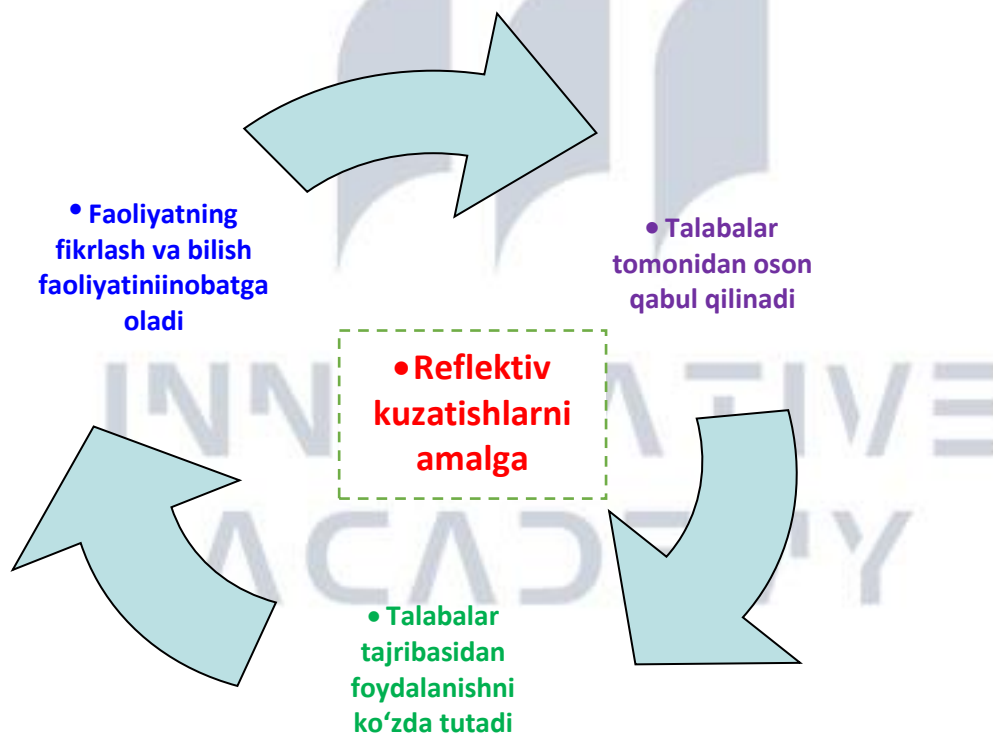 • Faoliyatning
fikrlash va bilish
faoliyatiniinobatga
oladi
• Talabalar
tomonidan oson
qabul qilinadi
• Reflektiv
kuzatishlarni
amalga
• Talabalar
tajribasidan
foydalanishni
ko‘zda tutadi